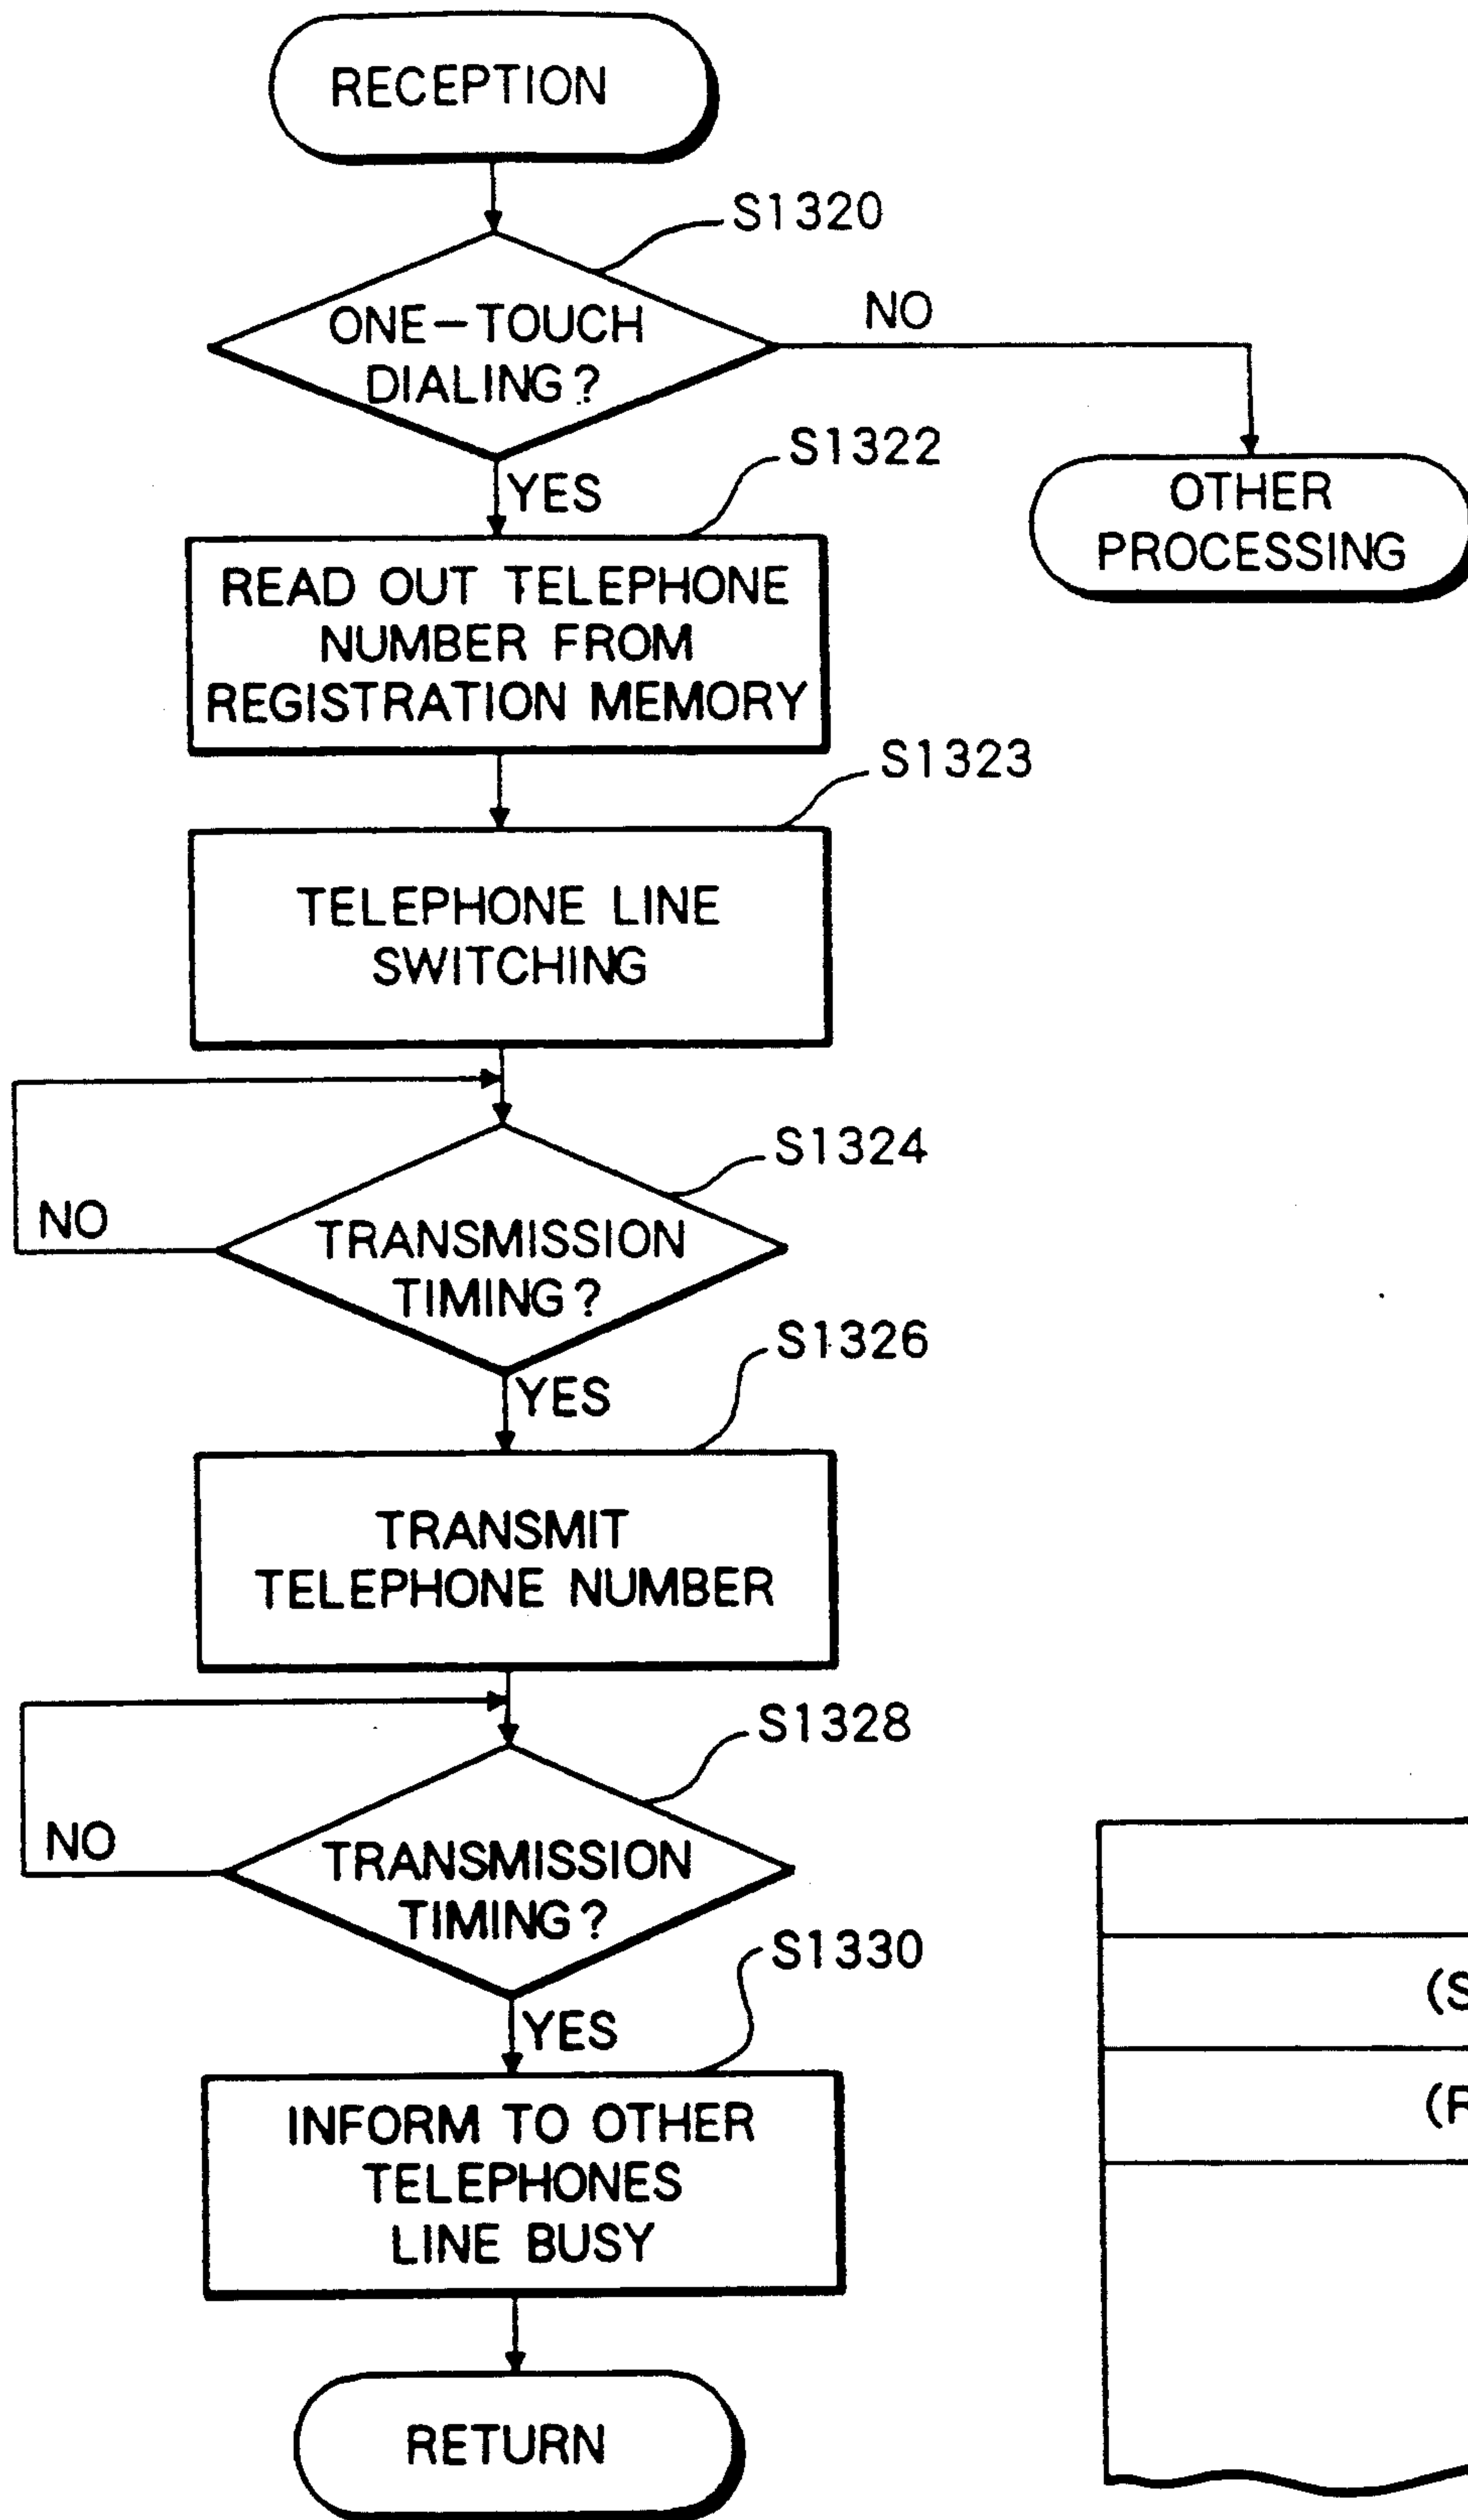 RECEPTION
S1320
ONE-TOUCH
DIALING?
NO
YES
S1322
OTHER
PROCESSING
READ OUT TELEPHONE
NUMBER FROM
REGISTRATION MEMORY
S1323
TELEPHONE LINE
SWITCHING
S1324
NO
TRANSMISSION
TIMING?
S1326
YES
TRANSMIT
TELEPHONE NUMBER
S1328
NO
TRANSMISSION
TIMING?
S1330
YES
(S
(R
INFORM TO OTHER
TELEPHONES
LINE BUSY
RETURN